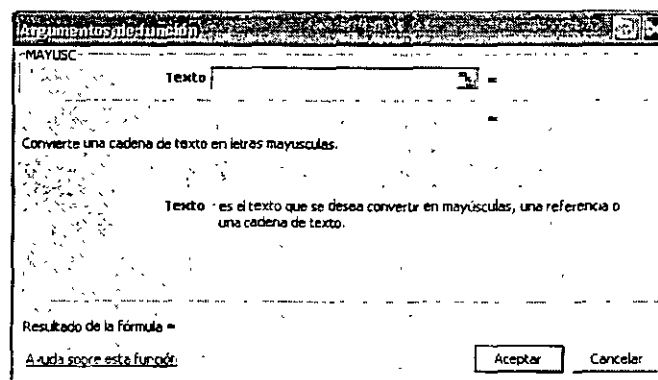 Argumentos de función
MAYUSC
Texto =
=
Convierte una cadena de texto en letras mayusculas.
Texto es el texto que se desea convertir en mayúsculas, una referencia o
una cadena de texto.
Resultado de la fórmula =
Ayuda sobre esta función
Aceptar Cancelar